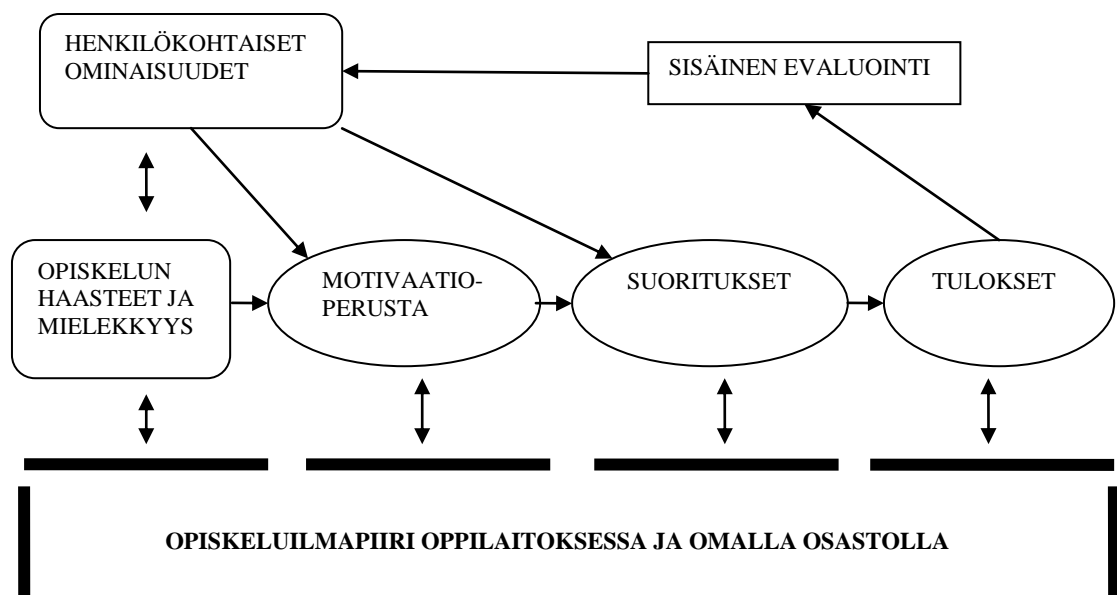 HENKILÖKOHTAISET
OMINAISUUDET
SISÄINEN EVALUOINTI
OPISKELUN
HAASTEET JA
MIELEKKYYS
MOTIVAATIO-
PERUSTA
SUORITUKSET
TULOKSET
OPISKELUILMAPIIRI OPPILAITOKSESSA JA OMALLA OSASTOLLA